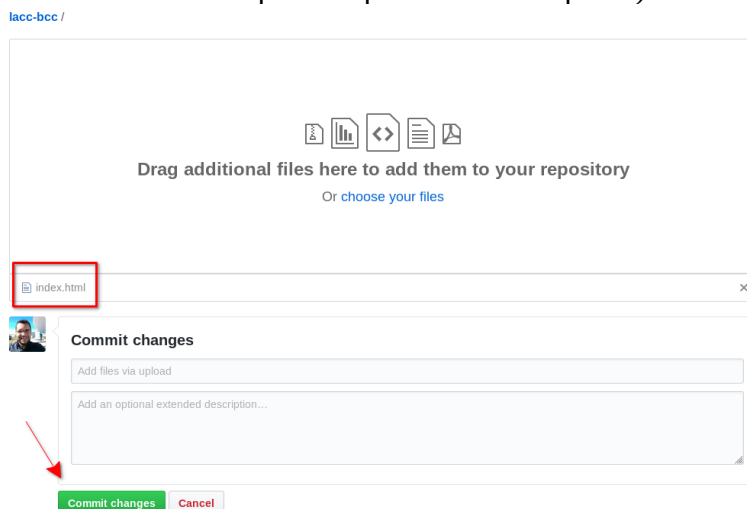 lacc-bcc /
Drag additional files here to add them to your repository
Or choose your files
index.html
Commit changes
Add files via upload
Add an optional extended description…
Commit changes Cancel